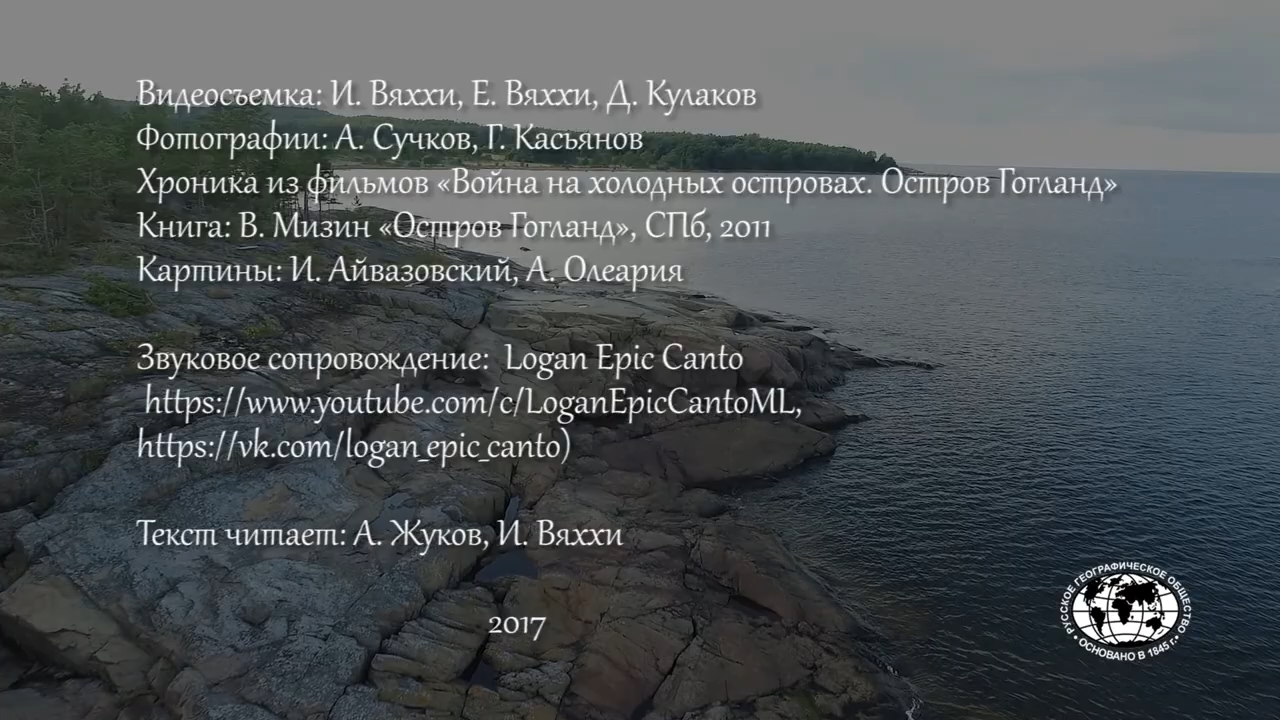 Видеосъемка: И. Вяххи, Е. Вяххи, Д. Кулаков
Фотографии: А. Сучков, Г. Касьянов
Хроника из фильмов «Война на холодных островах. Остров Гогланд»
Книга: В. Мизин «Остров Гогланд», СПб, 2011
Картины: И. Айвазовский, А. Олеария
Звуковое сопровождение: Logan Epic Canto
https://www.youtube.com/c/LoganEpicCantoML,
https://vk.com/logan_epic_canto)
Текст читает: А. Жуков, И. Вяххи
2017
РУССКОЕ ГЕОГРАФИЧЕСКОЕ ОБЩЕСТВО
• ОСНОВАНО В 1845 г. •